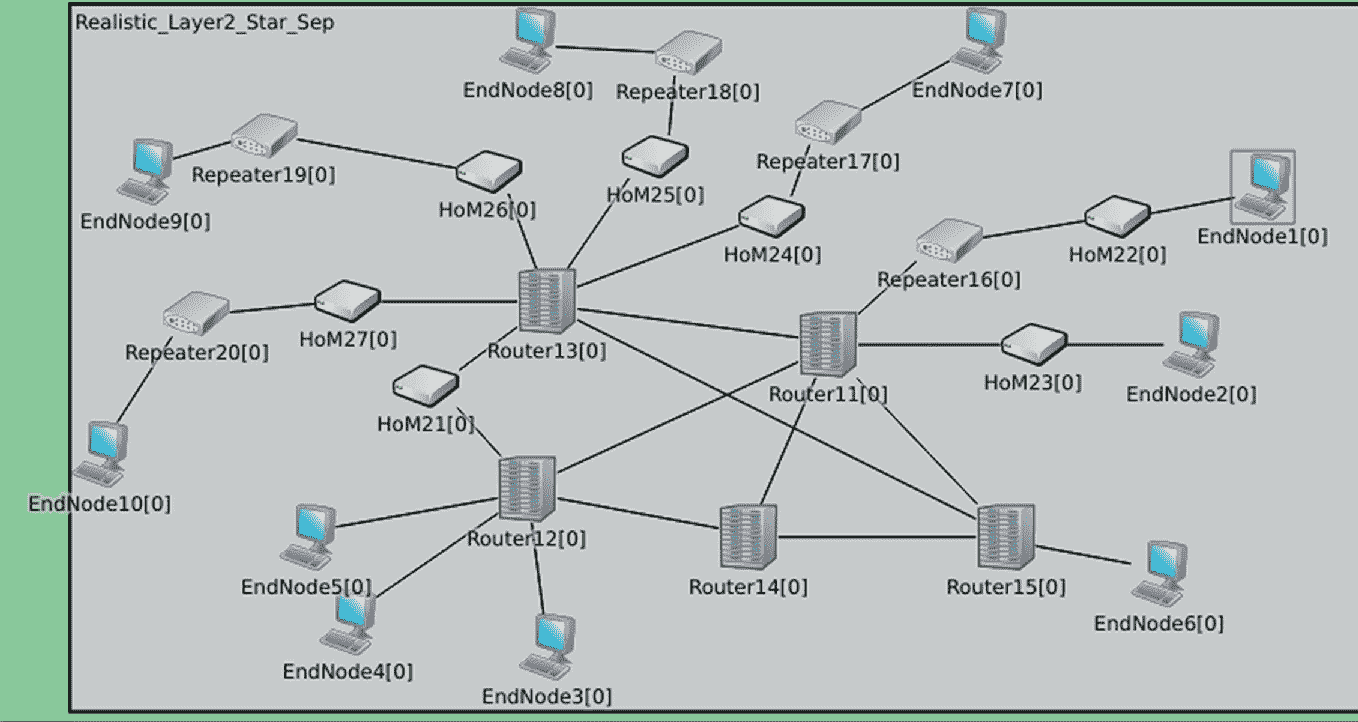 Realistic_Layer2_Star_Sep
EndNode8[0]
Repeater18[0]
EndNode7[0]
Repeater17[0]
Repeater19[0]
HoM25[0]
HoM26[0]
EndNode9[0]
HoM24[0]
HoM22[0]
EndNode1[0]
Repeater16[0]
HoM27[0]
Repeater20[0]
Router13[0]
Router11[0]
HoM23[0]
EndNode2[0]
HoM21[0]
EndNode10[0]
Router12[0]
EndNode5[0]
Router14[0]
Router15[0]
EndNode6[0]
EndNode4[0]
EndNode3[0]